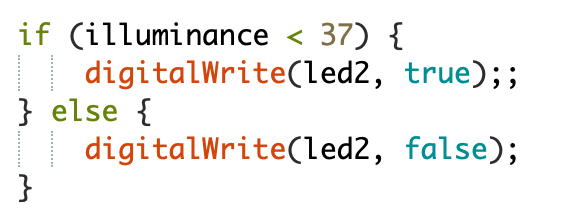 if (illuminance < 37) {
    digitalWrite(led2, true);;
} else {
    digitalWrite(led2, false);
}